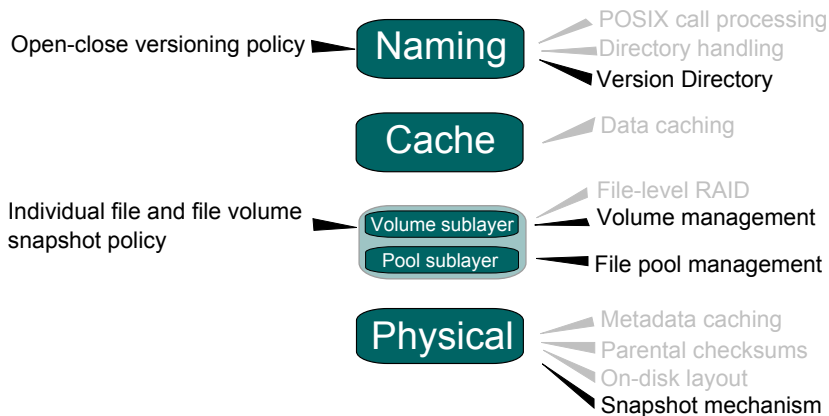 POSIX call processing
Open-close versioning policy
Naming
Directory handling
Version Directory
Cache
Data caching
File-level RAID
Individual file and file volume
snapshot policy
Volume sublayer
Volume management
Pool sublayer
File pool management
Metadata caching
Physical
Parental checksums
On-disk layout
Snapshot mechanism